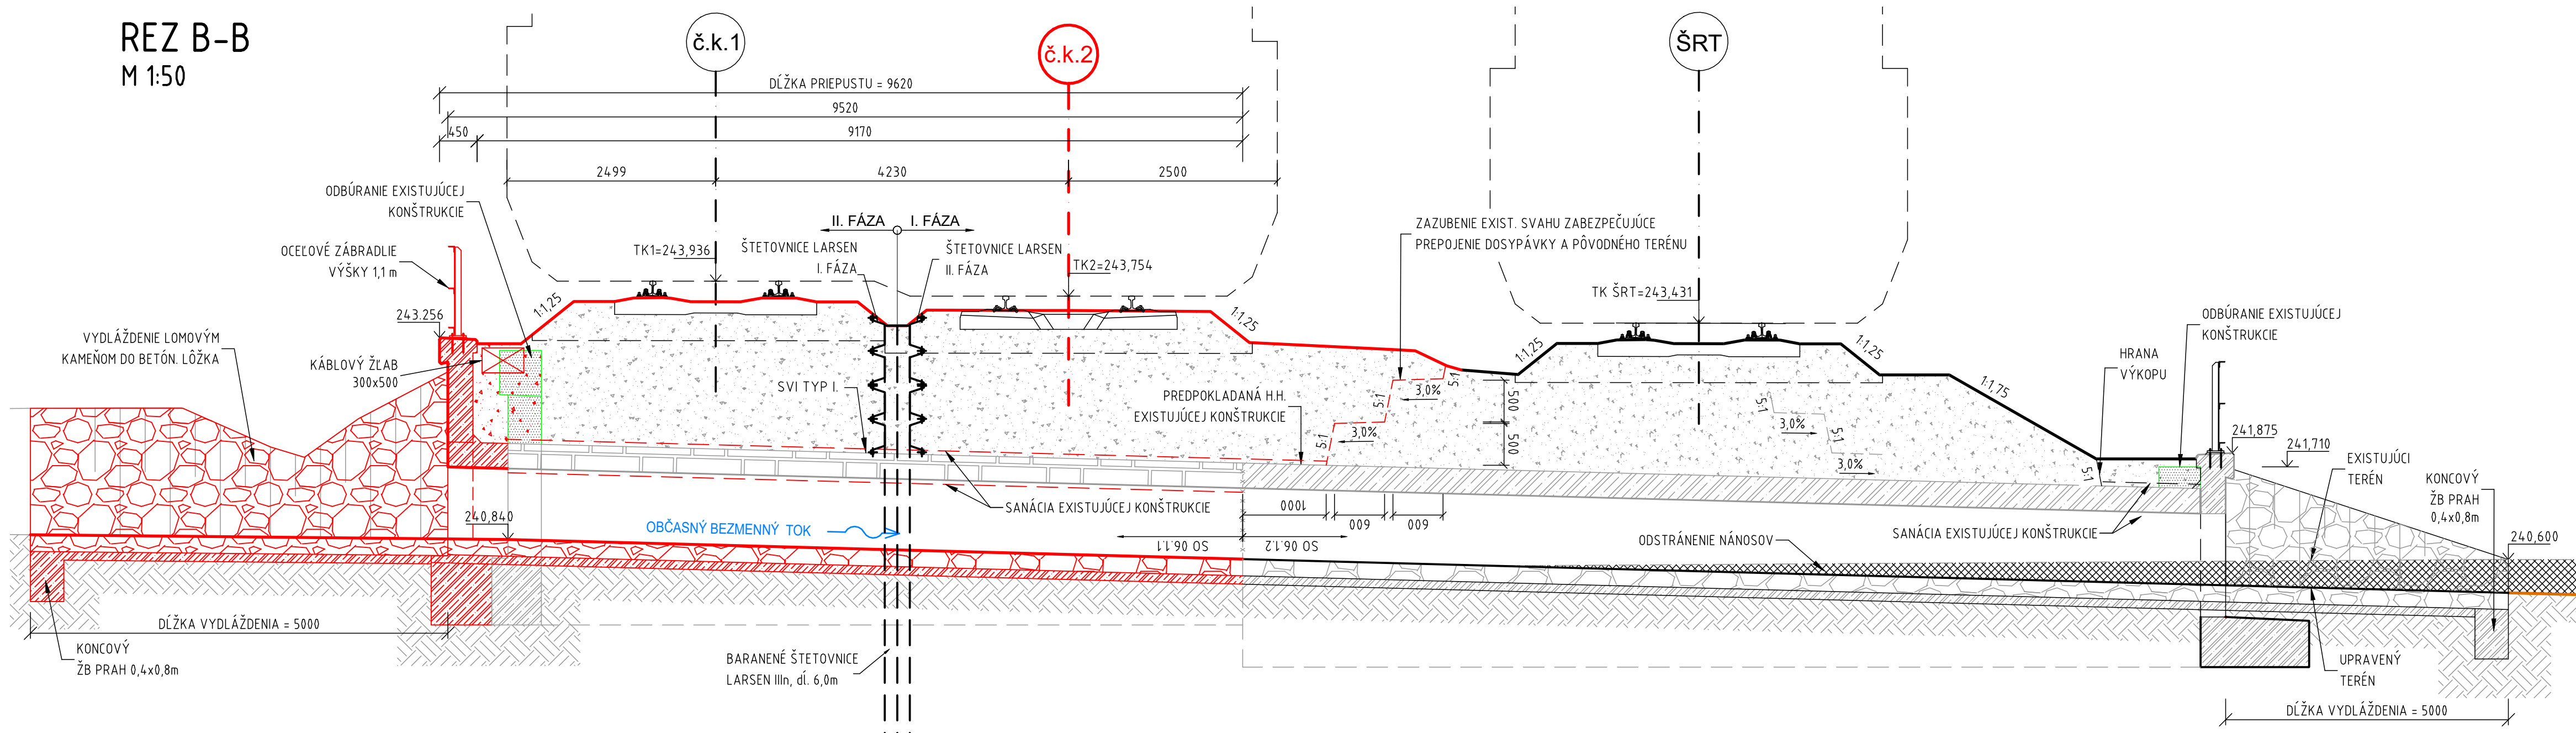 REZ B-B
M 1:50
č.k.1
č.k.2
ŠRT
DĹŽKA PRIEPUSTU = 9620
9520
450
9170
2499
4230
2500
ODBÚRANIE EXISTUJÚCEJ
KONŠTRUKCIE
II. FÁZA
I. FÁZA
OCEĽOVÉ ZÁBRADLIE
VÝŠKY 1,1 m
TK1=243,936
ŠTETOVNICE LARSEN
I. FÁZA
ŠTETOVNICE LARSEN
II. FÁZA
TK2=243,754
ZAZUBENIE EXIST. SVAHU ZABEZPEČUJÚCE
PREPOJENIE DOSYPÁVKY A PÔVODNÉHO TERÉNU
TK ŠRT=243,431
243.256
1:1,25
1:1,25
1:1,25
1:1,25
1:1,75
VYDLÁŽDENIE LOMOVÝM
KAMEŇOM DO BETÓN. LÔŽKA
KÁBLOVÝ ŽĽAB
300x500
SVI TYP I.
PREDPOKLADANÁ H.H.
EXISTUJÚCEJ KONŠTRUKCIE
5:1
3,0%
5:1
3,0%
5:1
500
500
5:1
3,0%
5:1
3,0%
5:1
HRANA
VÝKOPU
ODBÚRANIE EXISTUJÚCEJ
KONŠTRUKCIE
241,875
241,710
EXISTUJÚCI
TERÉN
KONCOVÝ
ŽB PRAH
0,4x0,8m
240,600
240,840
OBČASNÝ BEZMENNÝ TOK
SANÁCIA EXISTUJÚCEJ KONŠTRUKCIE
1000
600
600
SO 06.1.1
SO 06.1.2
ODSTRÁNENIE NÁNOSOV
SANÁCIA EXISTUJÚCEJ KONŠTRUKCIE
DĹŽKA VYDLÁŽDENIA = 5000
KONCOVÝ
ŽB PRAH 0,4x0,8m
BARANENÉ ŠTETOVNICE
LARSEN IIIn, dĺ. 6,0m
UPRAVENÝ
TERÉN
DĹŽKA VYDLÁŽDENIA = 5000